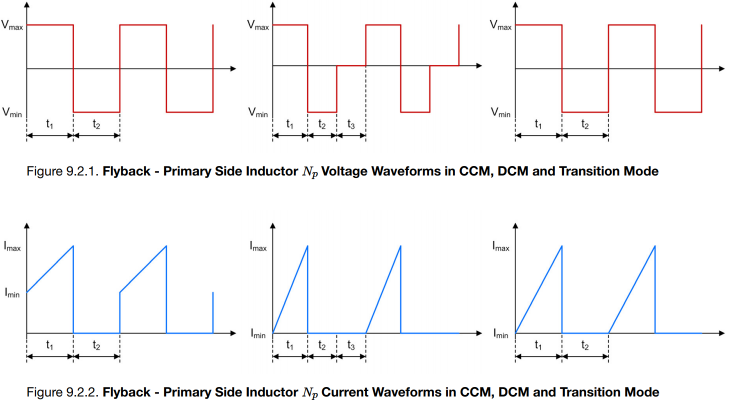 Vmax Vmax Vmax
Vmin Vmin Vmin
t1 t2 t1 t2 t3 t1 t2
Figure 9.2.1. Flyback - Primary Side Inductor Np Voltage Waveforms in CCM, DCM and Transition Mode
Imax Imax Imax
Imin
Imin Imin
t1 t2 t1 t2 t3 t1 t2
Figure 9.2.2. Flyback - Primary Side Inductor Np Current Waveforms in CCM, DCM and Transition Mode